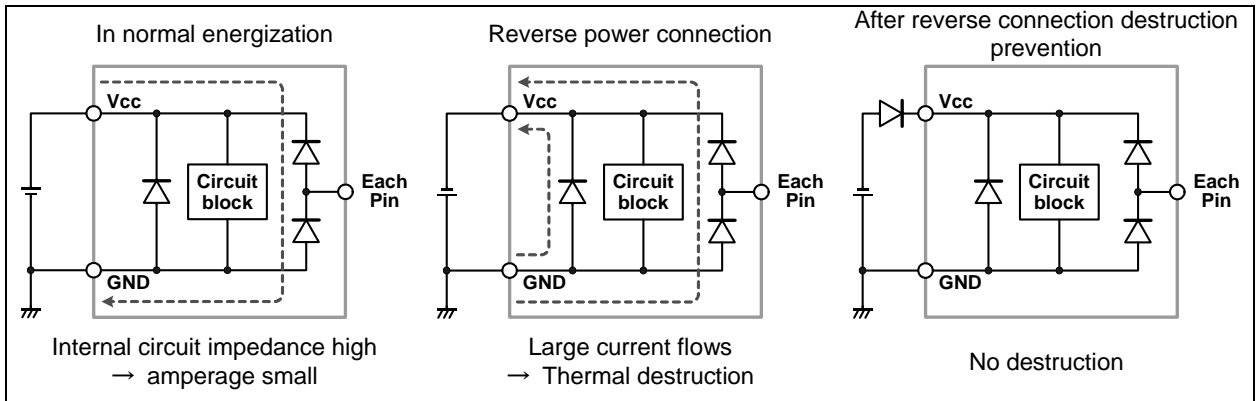 In normal energization
Vcc
Circuit
block
Each
Pin
GND
Internal circuit impedance high
→ amperage small
Reverse power connection
Vcc
Circuit
block
Each
Pin
GND
Large current flows
→ Thermal destruction
After reverse connection destruction
prevention
Vcc
Circuit
block
Each
Pin
GND
No destruction